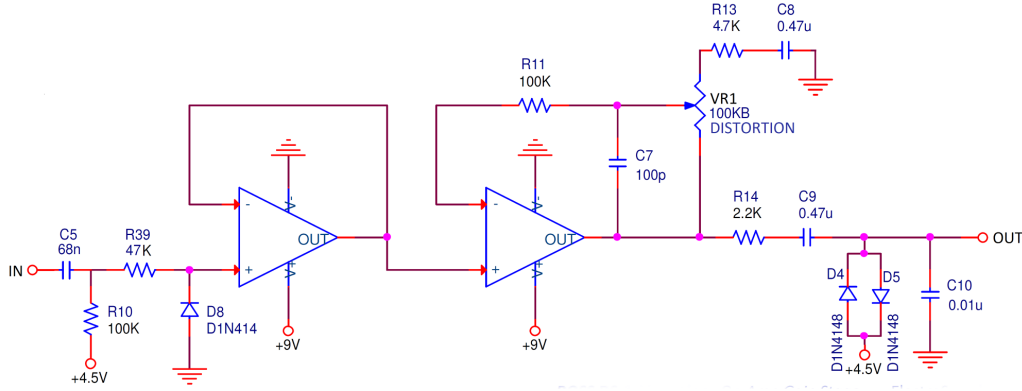 R13
4.7K
C8
0.47u
R11
100K
VR1
100KB
DISTORTION
C7
100p
V-
V-
R14
2.2K
C9
0.47u
-
OUT
+
V+
-
OUT
+
V+
OUT
C5
68n
R39
47K
IN
R10
100K
D8
D1N414
+4.5V
+9V
+9V
D4
D5
D1N4148
D1N4148
C10
0.01u
+4.5V